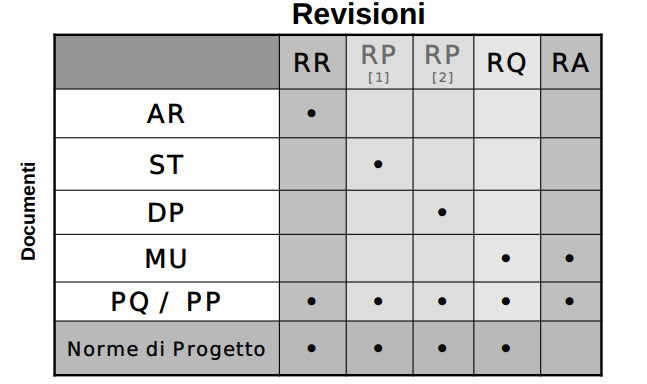 Revisioni
RR RP [1] RP [2] RQ RA
Documenti
AR •
ST •
DP •
MU • •
PQ / PP • • • • •
Norme di Progetto • • • •